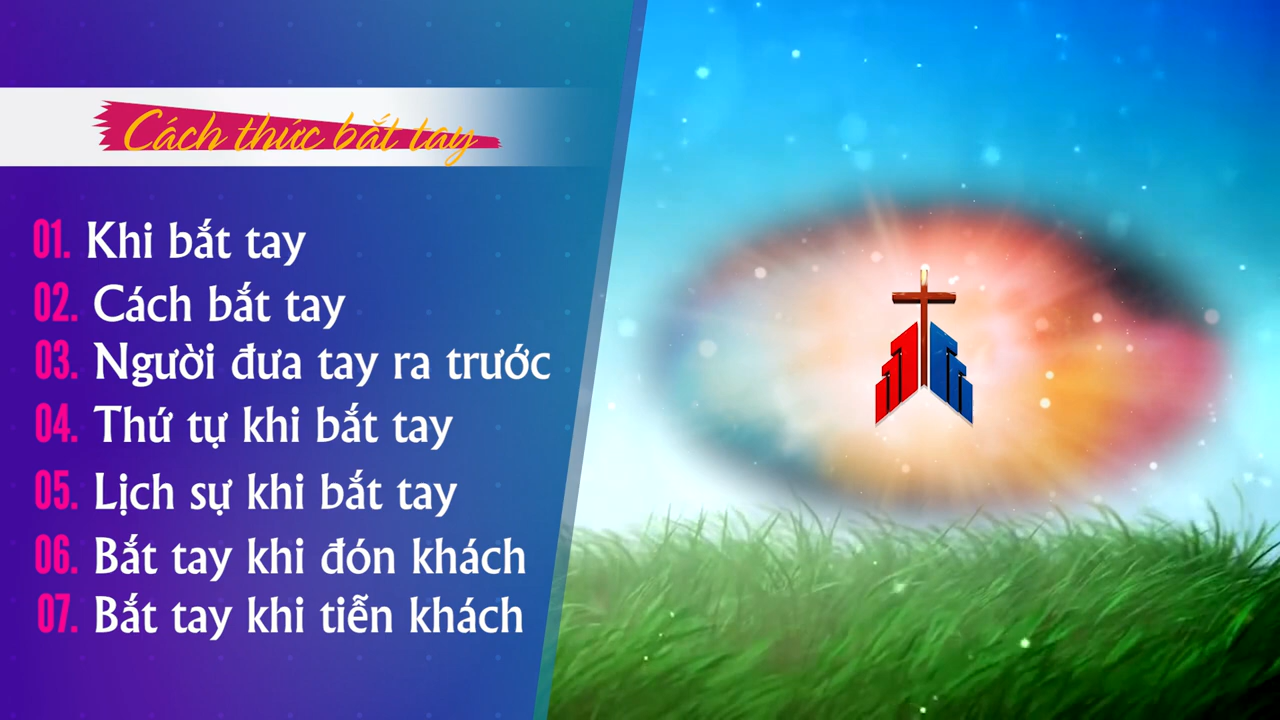 Cách thức bắt tay
01. Khi bắt tay
02. Cách bắt tay
03. Người đưa tay ra trước
04. Thứ tự khi bắt tay
05. Lịch sự khi bắt tay
06. Bắt tay khi đón khách
07. Bắt tay khi tiễn khách